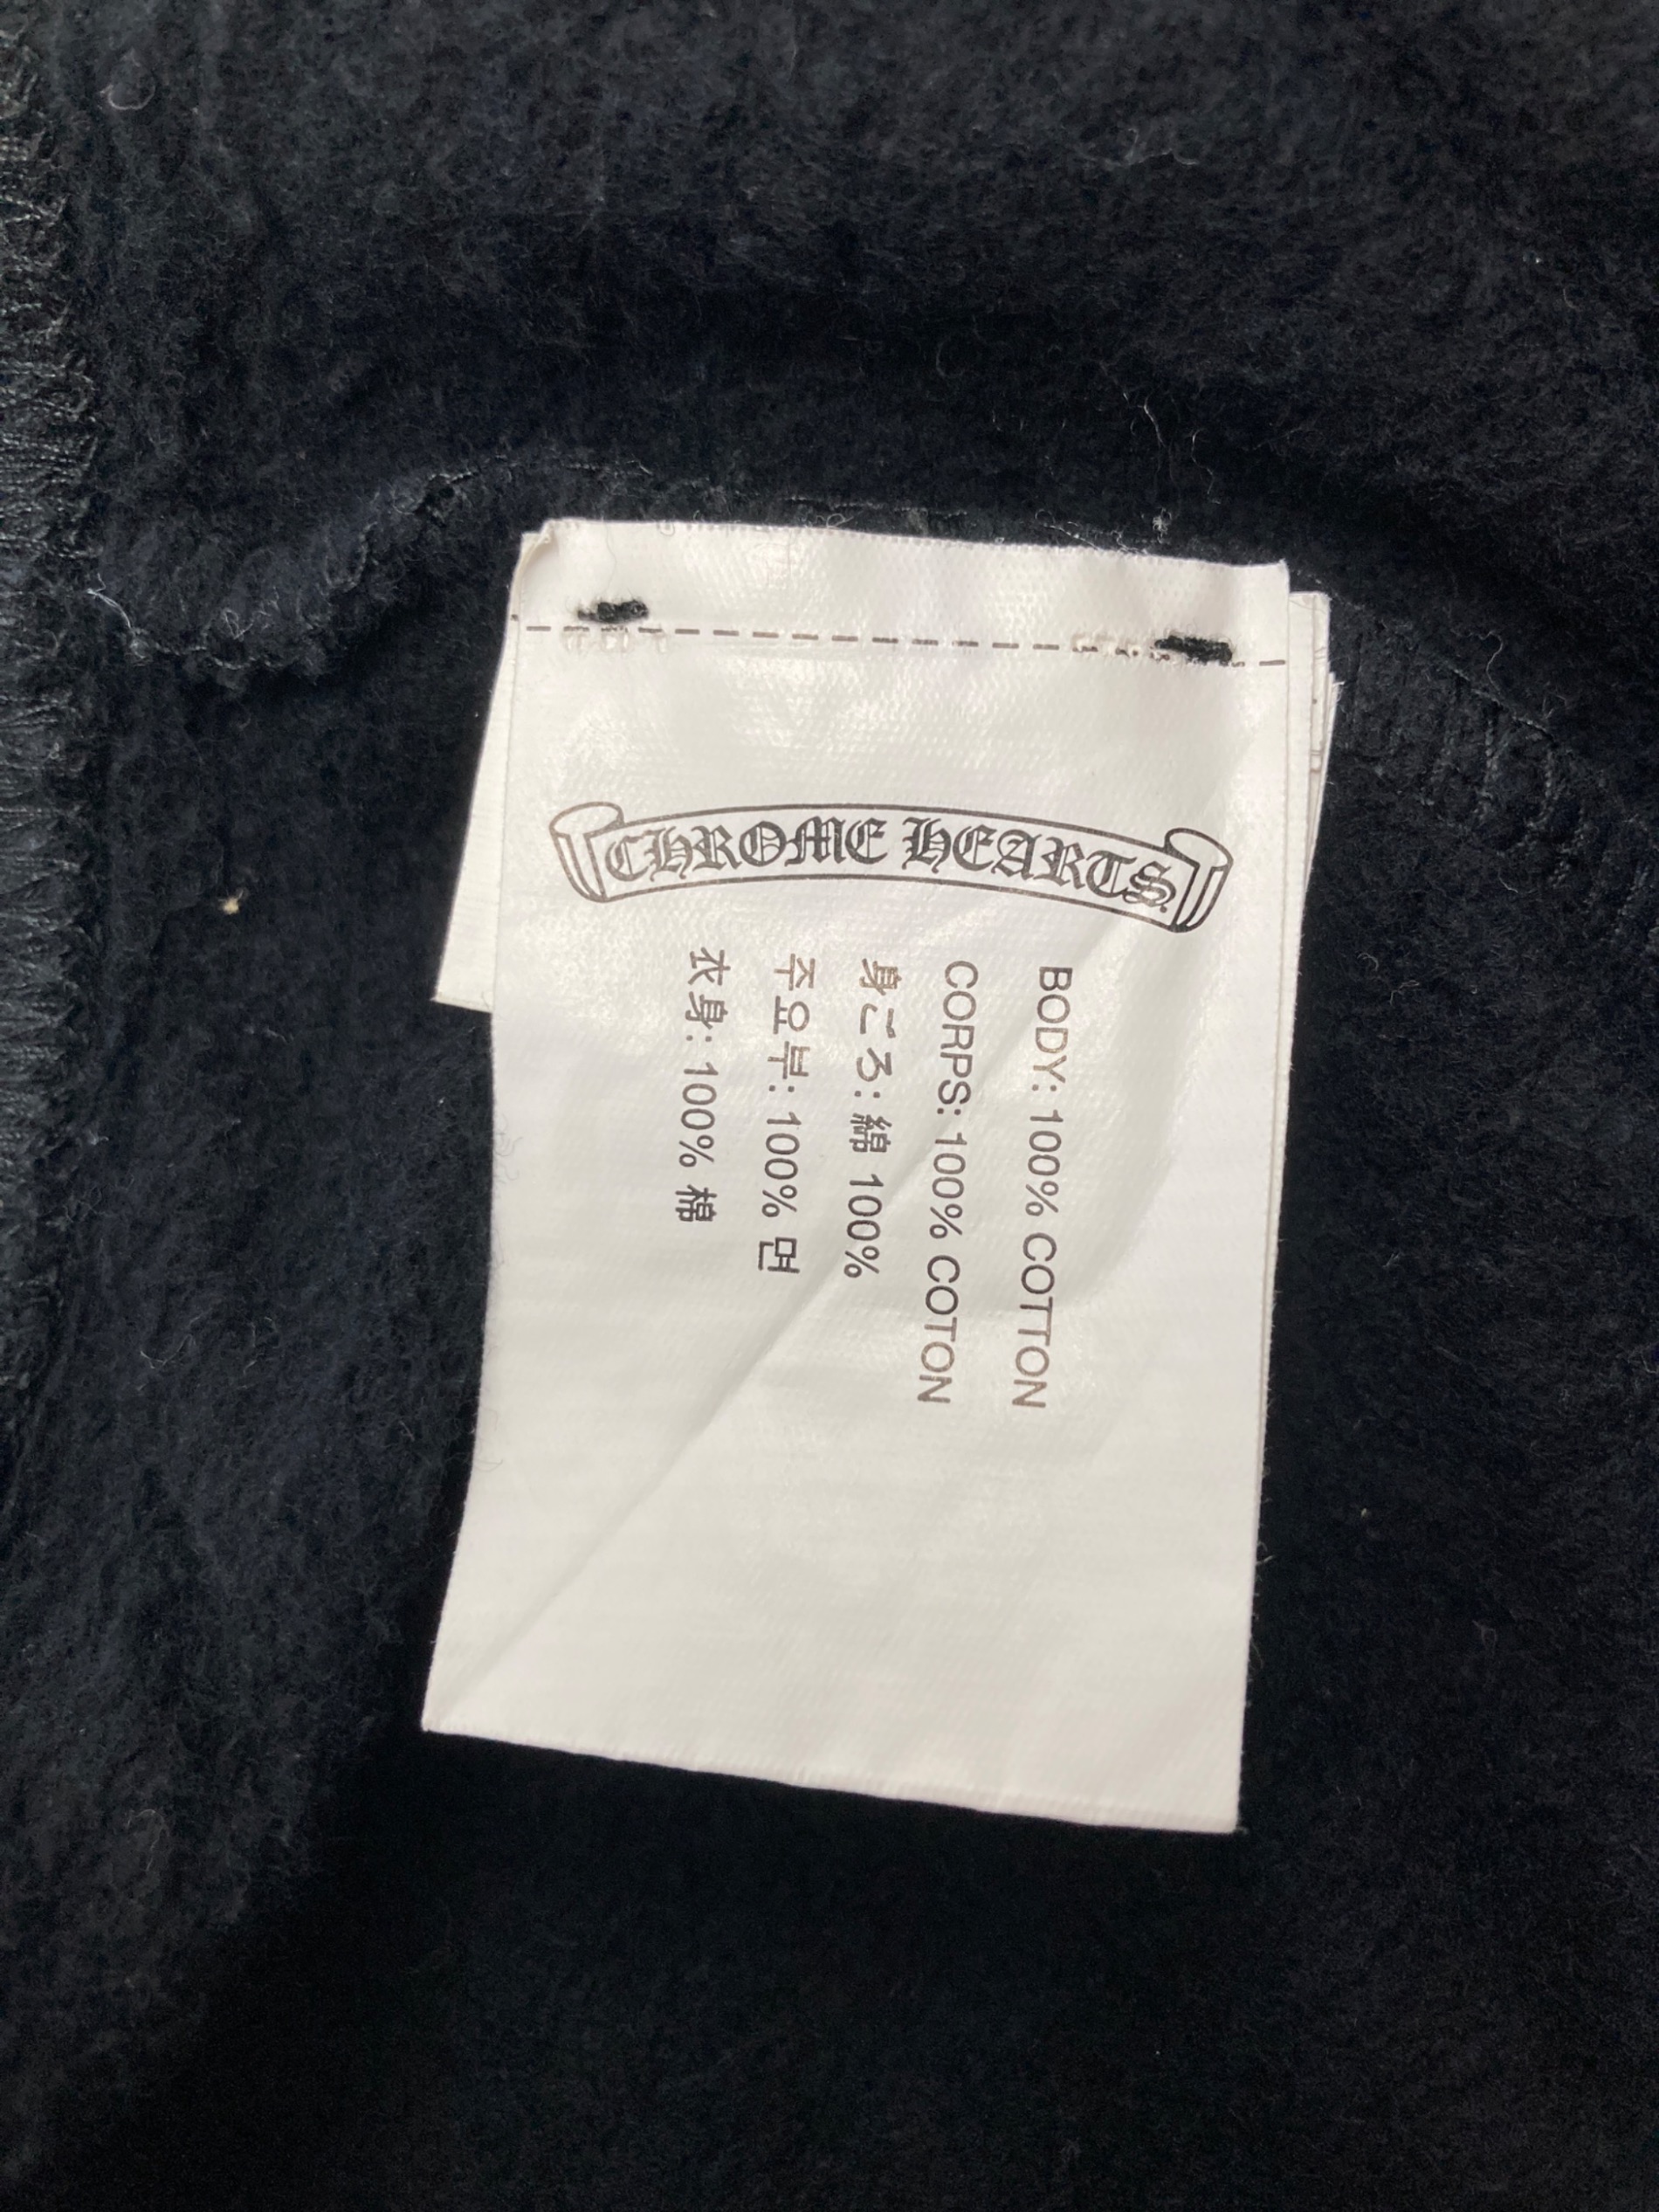 CHROME HEARTS
BODY: 100% COTTON
CORPS: 100% COTON
身ごろ: 綿 100%
주요부: 100% 면
衣身: 100% 棉